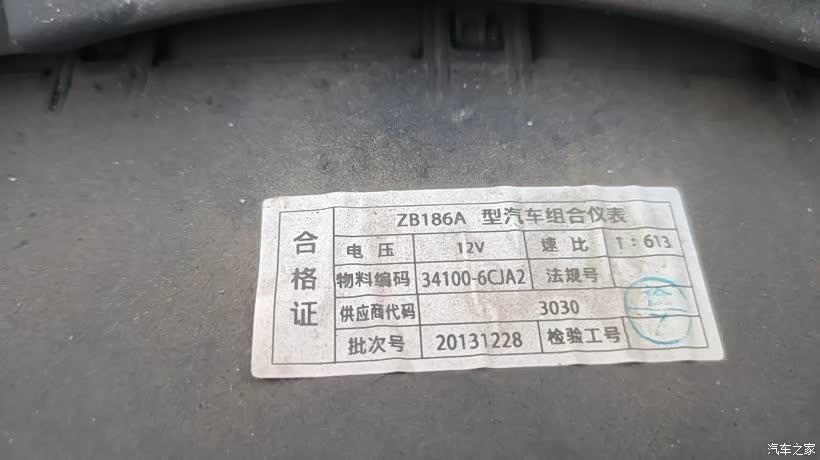 合格证
ZB186A 型汽车组合仪表
电压 12V 速比 1:613
物料编码 34100-6CJA2 法规号
供应商代码 3030
批次号 20131228 检验工号
汽车之家